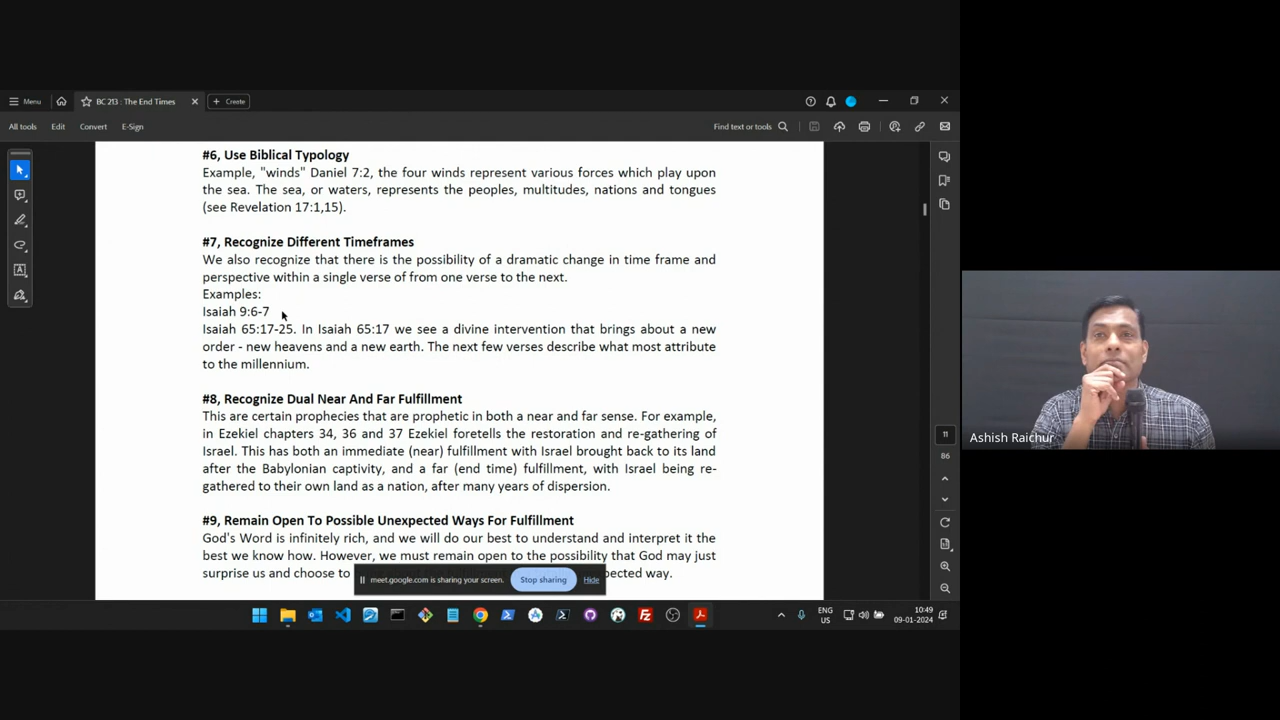 Menu
BC 213 : The End Times
+ Create
All tools
Edit
Convert
E-Sign
Find text or tools
#6, Use Biblical Typology
Example, "winds" Daniel 7:2, the four winds represent various forces which play upon
the sea. The sea, or waters, represents the peoples, multitudes, nations and tongues
(see Revelation 17:1,15).
#7, Recognize Different Timeframes
We also recognize that there is the possibility of a dramatic change in time frame and
perspective within a single verse of from one verse to the next.
Examples:
Isaiah 9:6-7
Isaiah 65:17-25. In Isaiah 65:17 we see a divine intervention that brings about a new
order - new heavens and a new earth. The next few verses describe what most attribute
to the millennium.
#8, Recognize Dual Near And Far Fulfillment
This are certain prophecies that are prophetic in both a near and far sense. For example,
in Ezekiel chapters 34, 36 and 37 Ezekiel foretells the restoration and re-gathering of
Israel. This has both an immediate (near) fulfillment with Israel brought back to its land
after the Babylonian captivity, and a far (end time) fulfillment, with Israel being re-
gathered to their own land as a nation, after many years of dispersion.
#9, Remain Open To Possible Unexpected Ways For Fulfillment
God's Word is infinitely rich, and we will do our best to understand and interpret it the
best we know how. However, we must remain open to the possibility that God may just
surprise us and choose to
pected way.
meet.google.com is sharing your screen.
Stop sharing
Hide
11
86
Ashish Raichur
ENG
US
10:49
09-01-2024